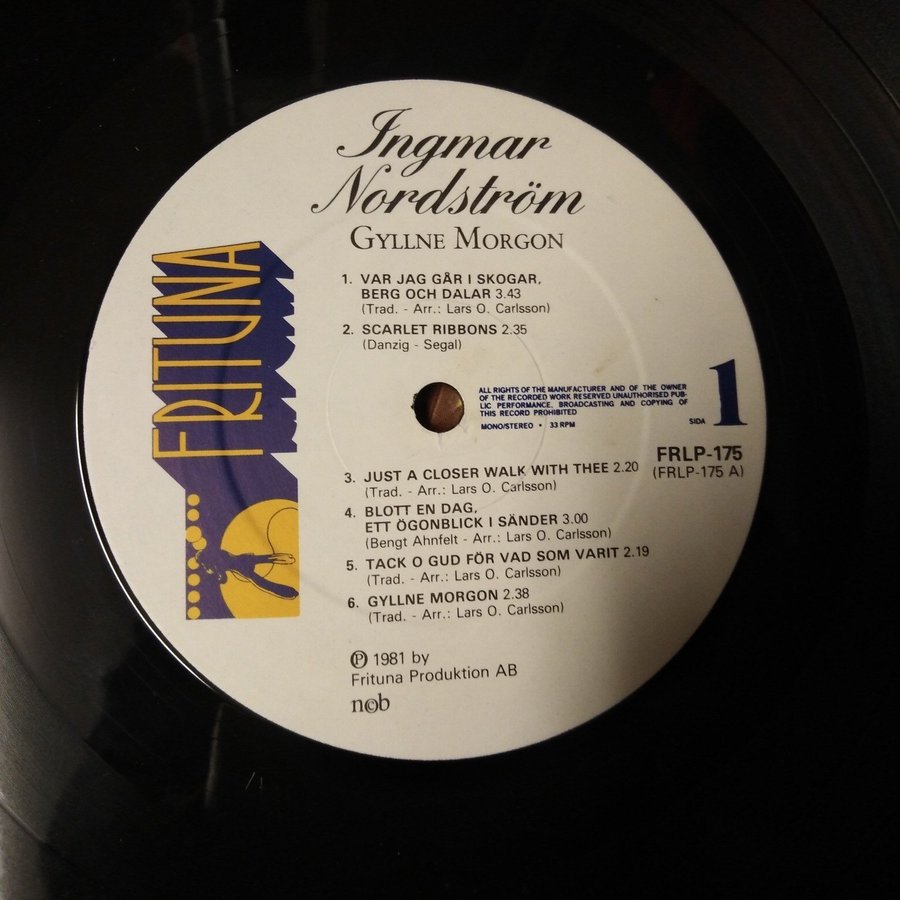 Ingmar
Nordström
GYLLNE MORGON
1. VAR JAG GÅR I SKOGAR,
BERG OCH DALAR 3.43
(Trad. - Arr.: Lars O. Carlsson)
2. SCARLET RIBBONS 2.35
(Danzig - Segal)
FRITUNA
ALL RIGHTS OF THE MANUFACTURER AND OF THE OWNER
OF THE RECORDED WORK RESERVED UNAUTHORISED PUB-
LIC PERFORMANCE, BROADCASTING AND COPYING OF
THIS RECORD PROHIBITED
MONO/STEREO • 33 RPM
SIDA 1
FRLP-175
(FRLP-175 A)
3. JUST A CLOSER WALK WITH THEE 2.20
(Trad. - Arr.: Lars O. Carlsson)
4. BLOTT EN DAG,
ETT ÖGONBLICK I SÄNDER 3.00
(Bengt Ahnfelt - Arr.: Lars O. Carlsson)
5. TACK O GUD FÖR VAD SOM VARIT 2.19
(Trad. - Arr.: Lars O. Carlsson)
6. GYLLNE MORGON 2.38
(Trad. - Arr.: Lars O. Carlsson)
Ⓟ 1981 by
Frituna Produktion AB
n©b